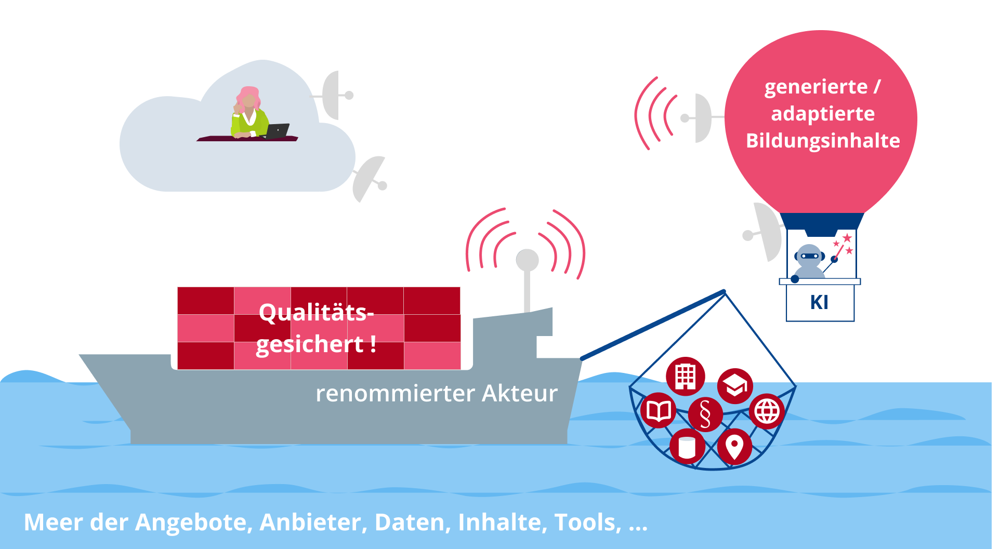 generierte /
adaptierte
Bildungsinhalte
KI
Qualitäts-
gesichert !
renommierter Akteur
§
Meer der Angebote, Anbieter, Daten, Inhalte, Tools, ...